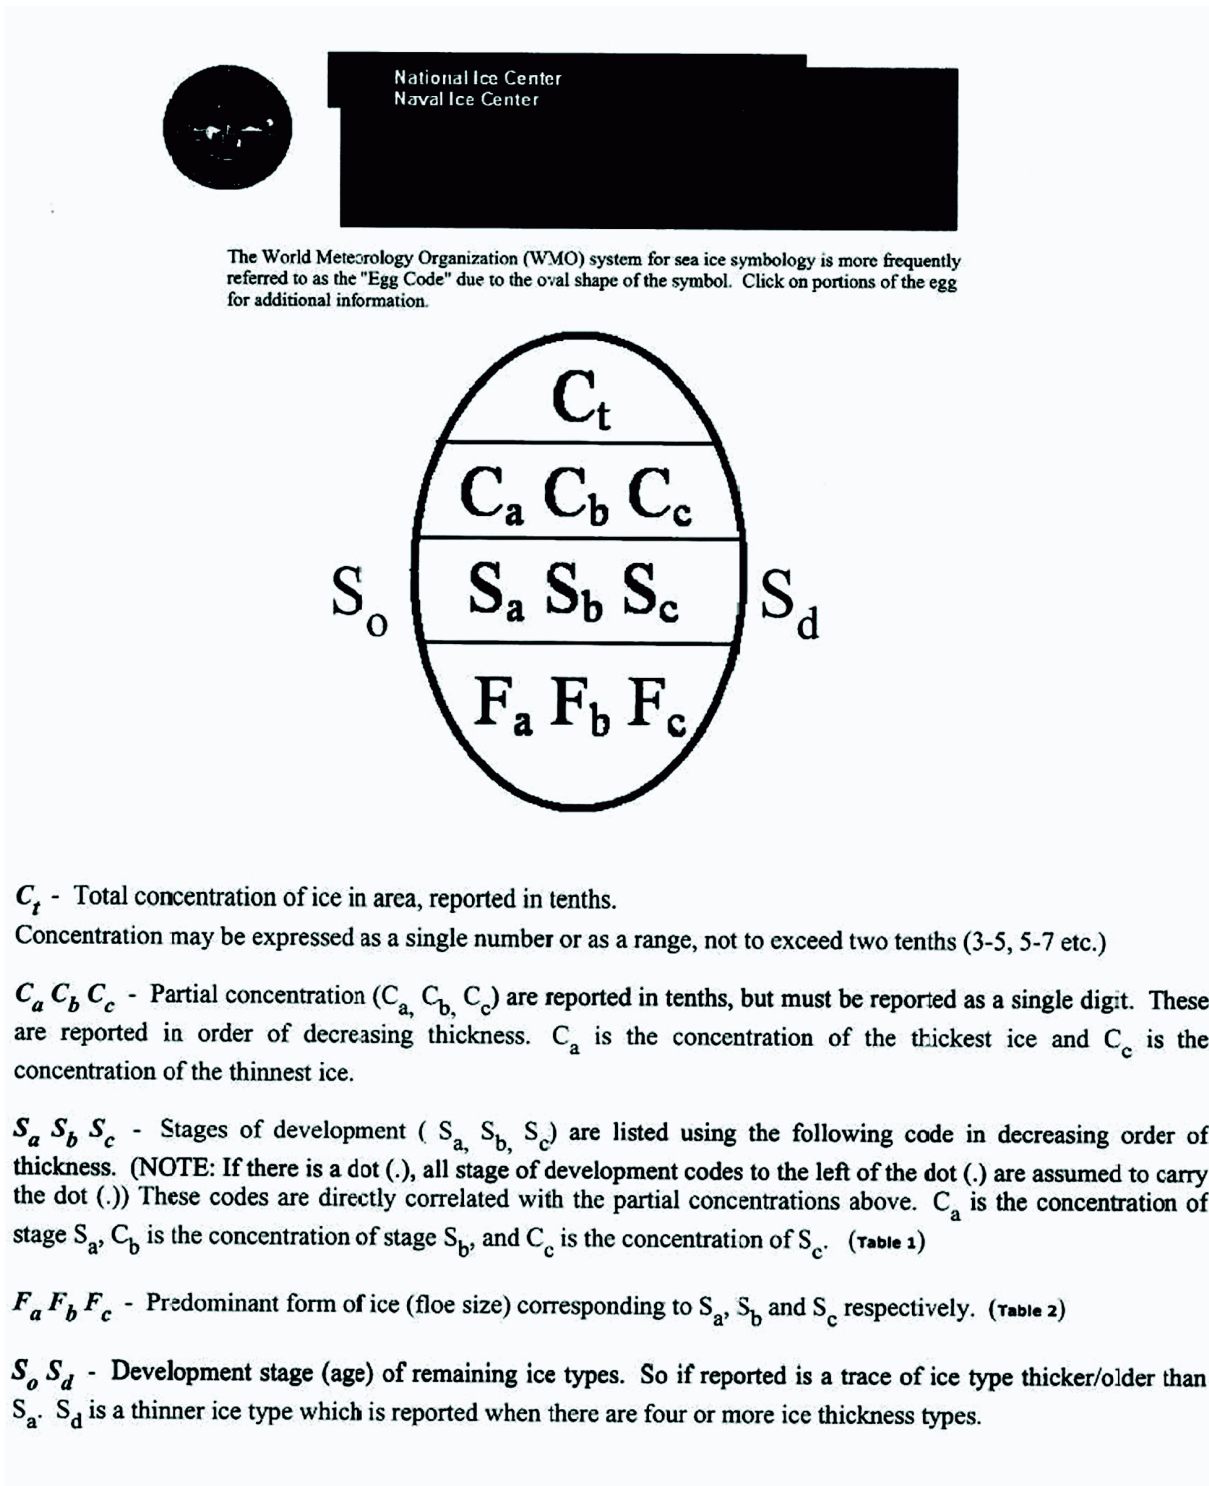 National Ice Center
Naval Ice Center
The World Meteorology Organization (WMO) system for sea ice symbology is more frequently
referred to as the "Egg Code" due to the oval shape of the symbol. Click on portions of the egg
for additional information.
Ct
Ca Cb Cc
So Sa Sb Sc Sd
Fa Fb Fc
Ct - Total concentration of ice in area, reported in tenths.
Concentration may be expressed as a single number or as a range, not to exceed two tenths (3-5, 5-7 etc.)
Ca Cb Cc - Partial concentration (Ca, Cb, Cc) are reported in tenths, but must be reported as a single digit. These
are reported in order of decreasing thickness. Ca is the concentration of the thickest ice and Cc is the
concentration of the thinnest ice.
Sa Sb Sc - Stages of development ( Sa, Sb, Sc) are listed using the following code in decreasing order of
thickness. (NOTE: If there is a dot (.), all stage of development codes to the left of the dot (.) are assumed to carry
the dot (.)) These codes are directly correlated with the partial concentrations above. Ca is the concentration of
stage Sa, Cb is the concentration of stage Sb, and Cc is the concentration of Sc. (Table 1)
Fa Fb Fc - Predominant form of ice (floe size) corresponding to Sa, Sb and Sc respectively. (Table 2)
So Sd - Development stage (age) of remaining ice types. So if reported is a trace of ice type thicker/older than
Sa. Sd is a thinner ice type which is reported when there are four or more ice thickness types.